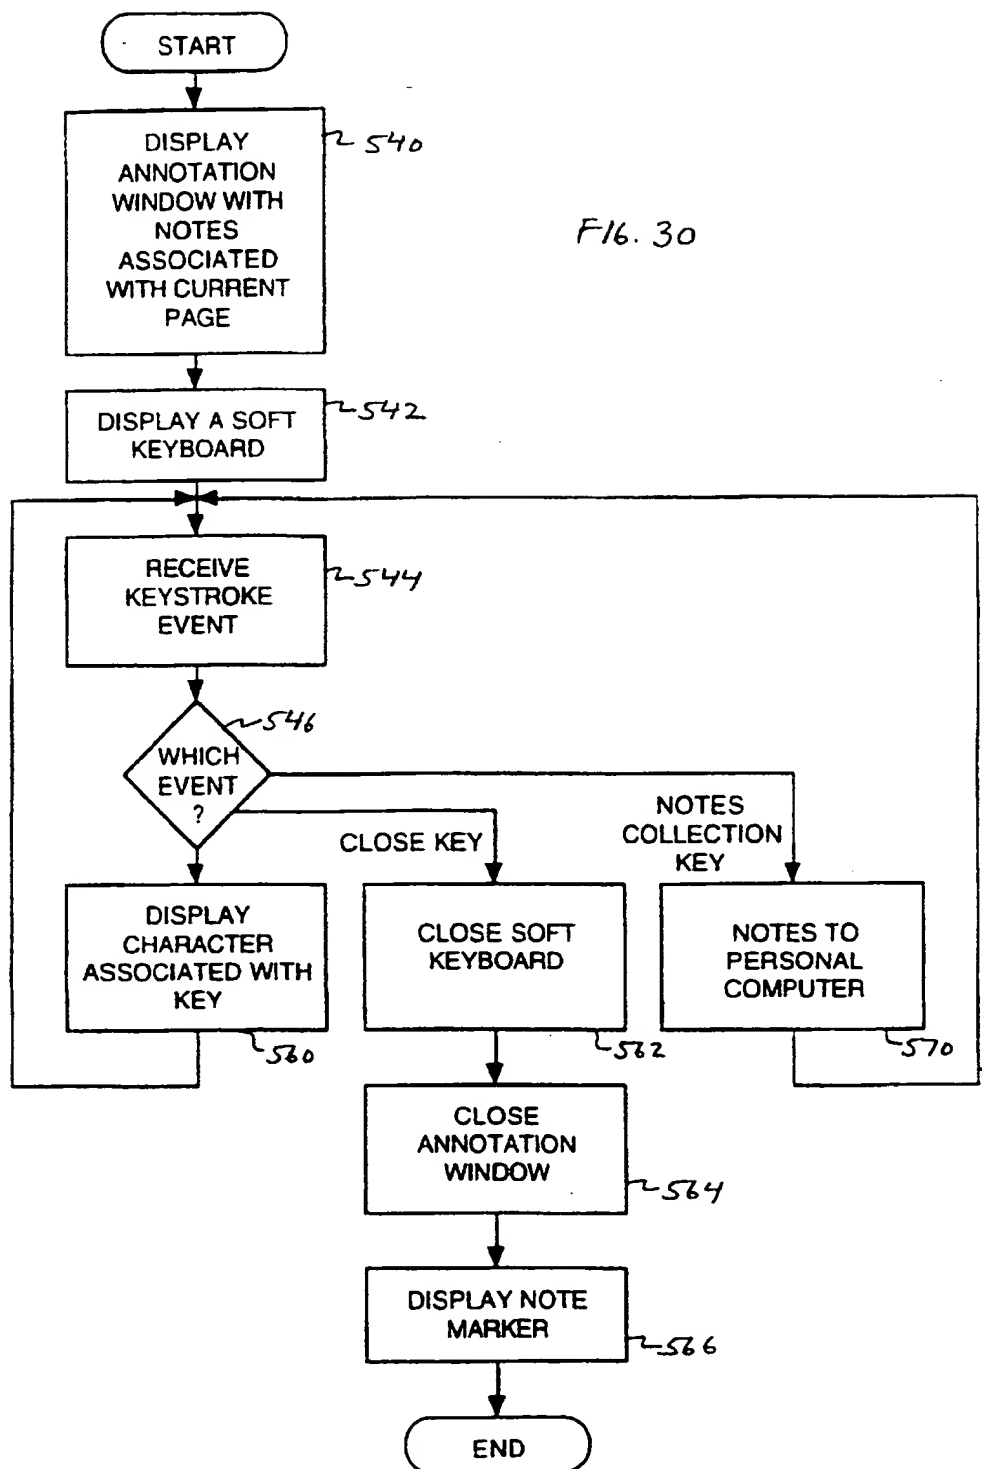 START
DISPLAY
ANNOTATION
WINDOW WITH
NOTES
ASSOCIATED
WITH CURRENT
PAGE
540
FIG. 30
DISPLAY A SOFT
KEYBOARD
542
RECEIVE
KEYSTROKE
EVENT
544
WHICH
EVENT
?
546
CLOSE KEY
NOTES
COLLECTION
KEY
DISPLAY
CHARACTER
ASSOCIATED WITH
KEY
560
CLOSE SOFT
KEYBOARD
562
NOTES TO
PERSONAL
COMPUTER
570
CLOSE
ANNOTATION
WINDOW
564
DISPLAY NOTE
MARKER
566
END